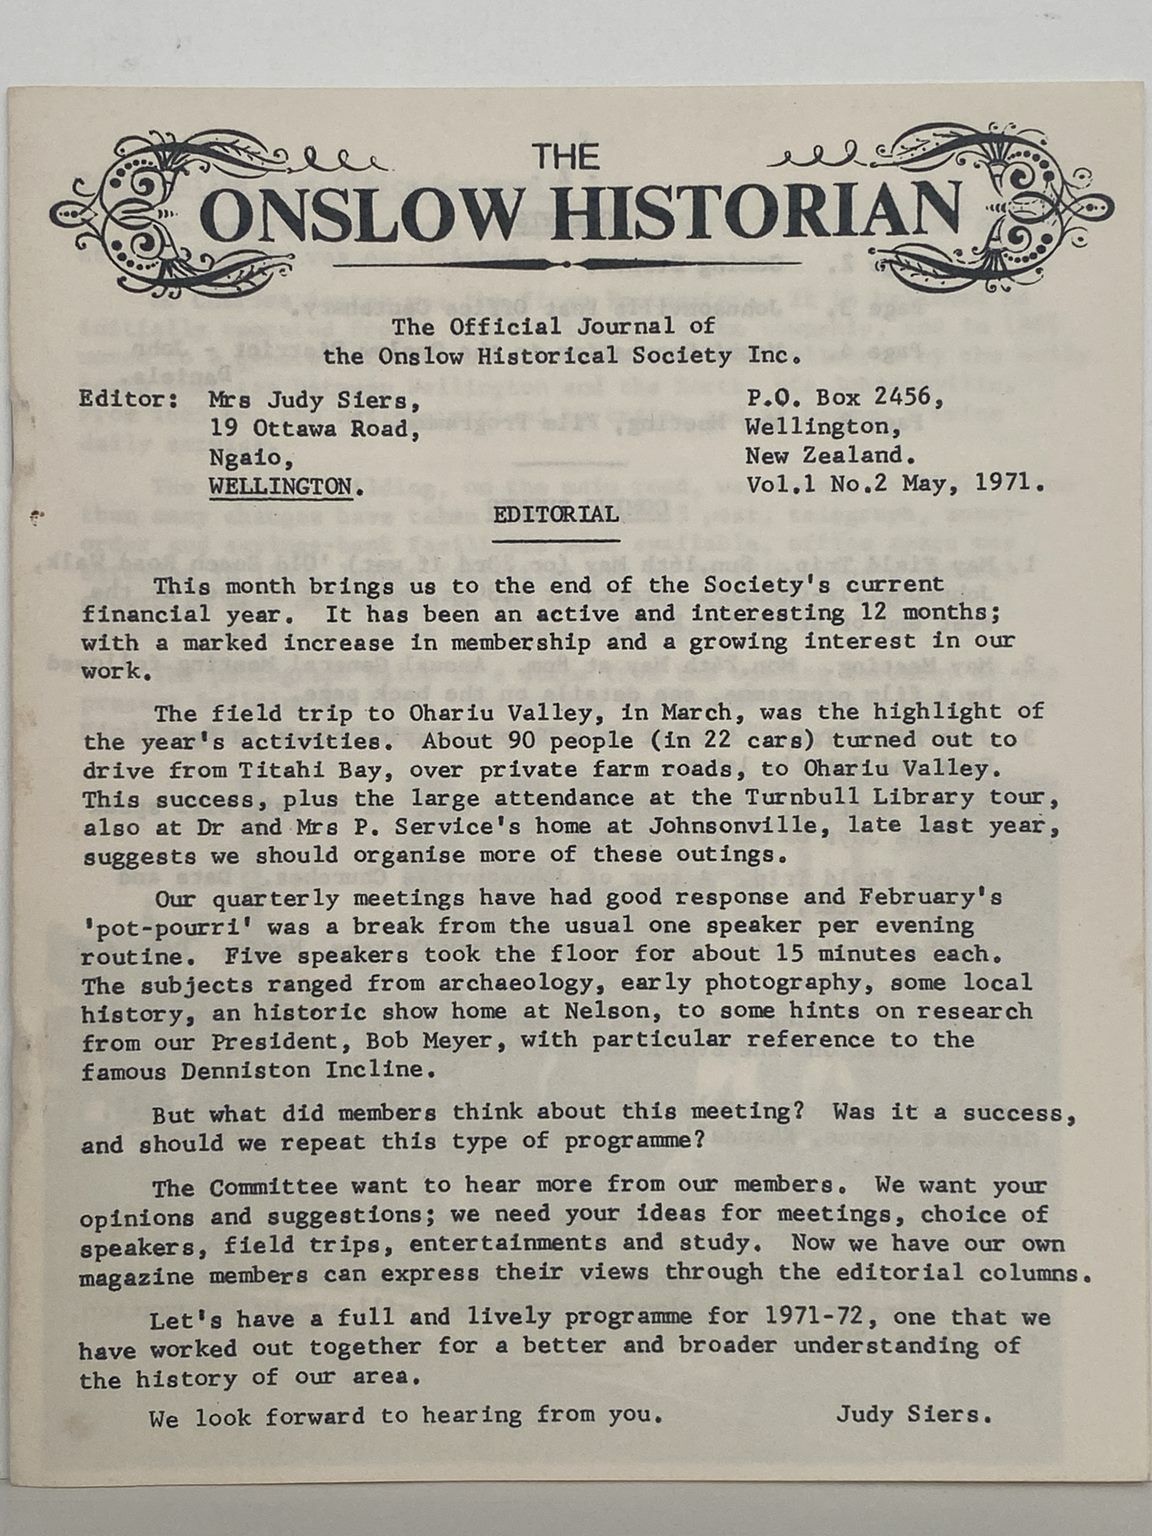 THE
ONSLOW HISTORIAN
The Official Journal of
the Onslow Historical Society Inc.
Editor: Mrs Judy Siers,
19 Ottawa Road,
Ngaio,
WELLINGTON.
P.O. Box 2456,
Wellington,
New Zealand.
Vol.1 No.2 May, 1971.
EDITORIAL
This month brings us to the end of the Society's current
financial year. It has been an active and interesting 12 months;
with a marked increase in membership and a growing interest in our
work.
The field trip to Ohariu Valley, in March, was the highlight of
the year's activities. About 90 people (in 22 cars) turned out to
drive from Titahi Bay, over private farm roads, to Ohariu Valley.
This success, plus the large attendance at the Turnbull Library tour,
also at Dr and Mrs P. Service's home at Johnsonville, late last year,
suggests we should organise more of these outings.
Our quarterly meetings have had good response and February's
'pot-pourri' was a break from the usual one speaker per evening
routine. Five speakers took the floor for about 15 minutes each.
The subjects ranged from archaeology, early photography, some local
history, an historic show home at Nelson, to some hints on research
from our President, Bob Meyer, with particular reference to the
famous Denniston Incline.
But what did members think about this meeting? Was it a success,
and should we repeat this type of programme?
The Committee want to hear more from our members. We want your
opinions and suggestions; we need your ideas for meetings, choice of
speakers, field trips, entertainments and study. Now we have our own
magazine members can express their views through the editorial columns.
Let's have a full and lively programme for 1971-72, one that we
have worked out together for a better and broader understanding of
the history of our area.
We look forward to hearing from you. Judy Siers.